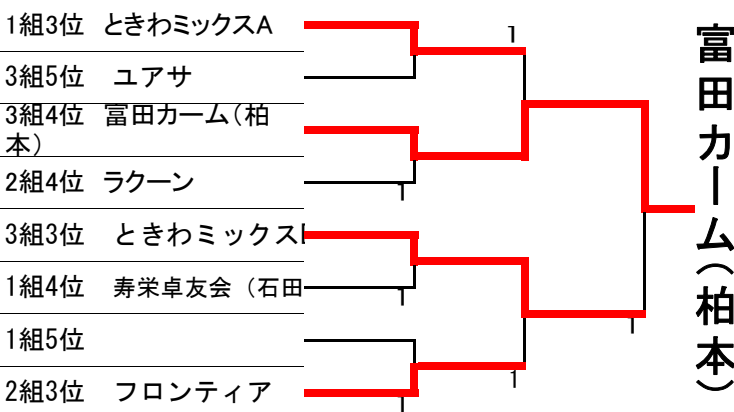 1組3位 ときわミックスA
3組5位 ユアサ
3組4位 富田カーム(柏
本)
2組4位 ラクーン
3組3位 ときわミックス
1組4位 寿栄卓友会(石田
1組5位
2組3位 フロンティア
1
1
1
1
1
1
富田カーム(柏本)